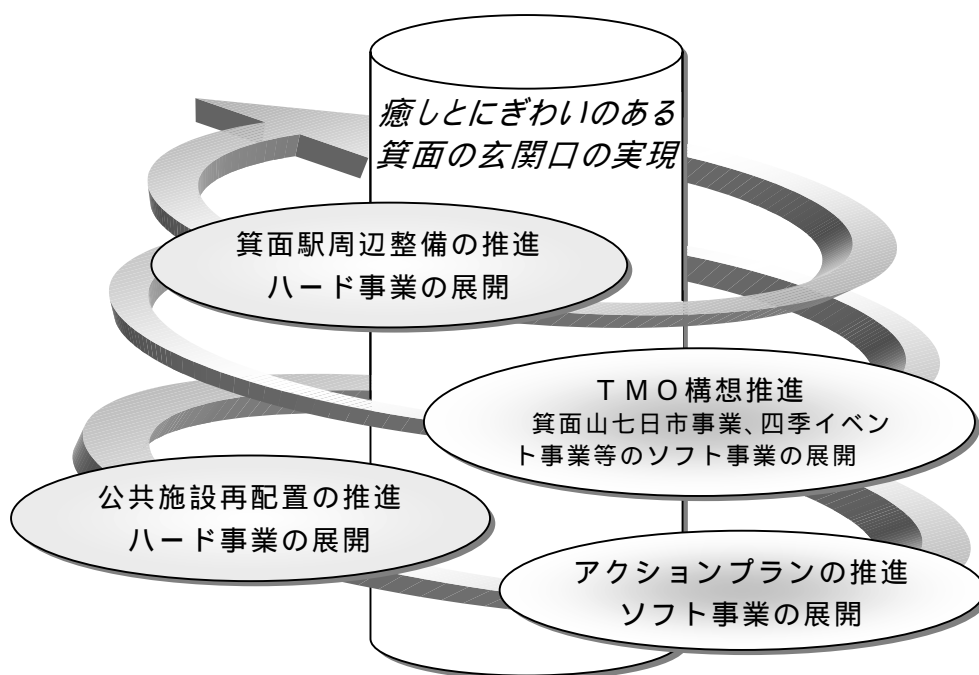 癒しとにぎわいのある
箕面の玄関口の実現
箕面駅周辺整備の推進
ハード事業の展開
ＴＭＯ構想推進
箕面山七日市事業、四季イベン
ト事業等のソフト事業の展開
公共施設再配置の推進
ハード事業の展開
アクションプランの推進
ソフト事業の展開